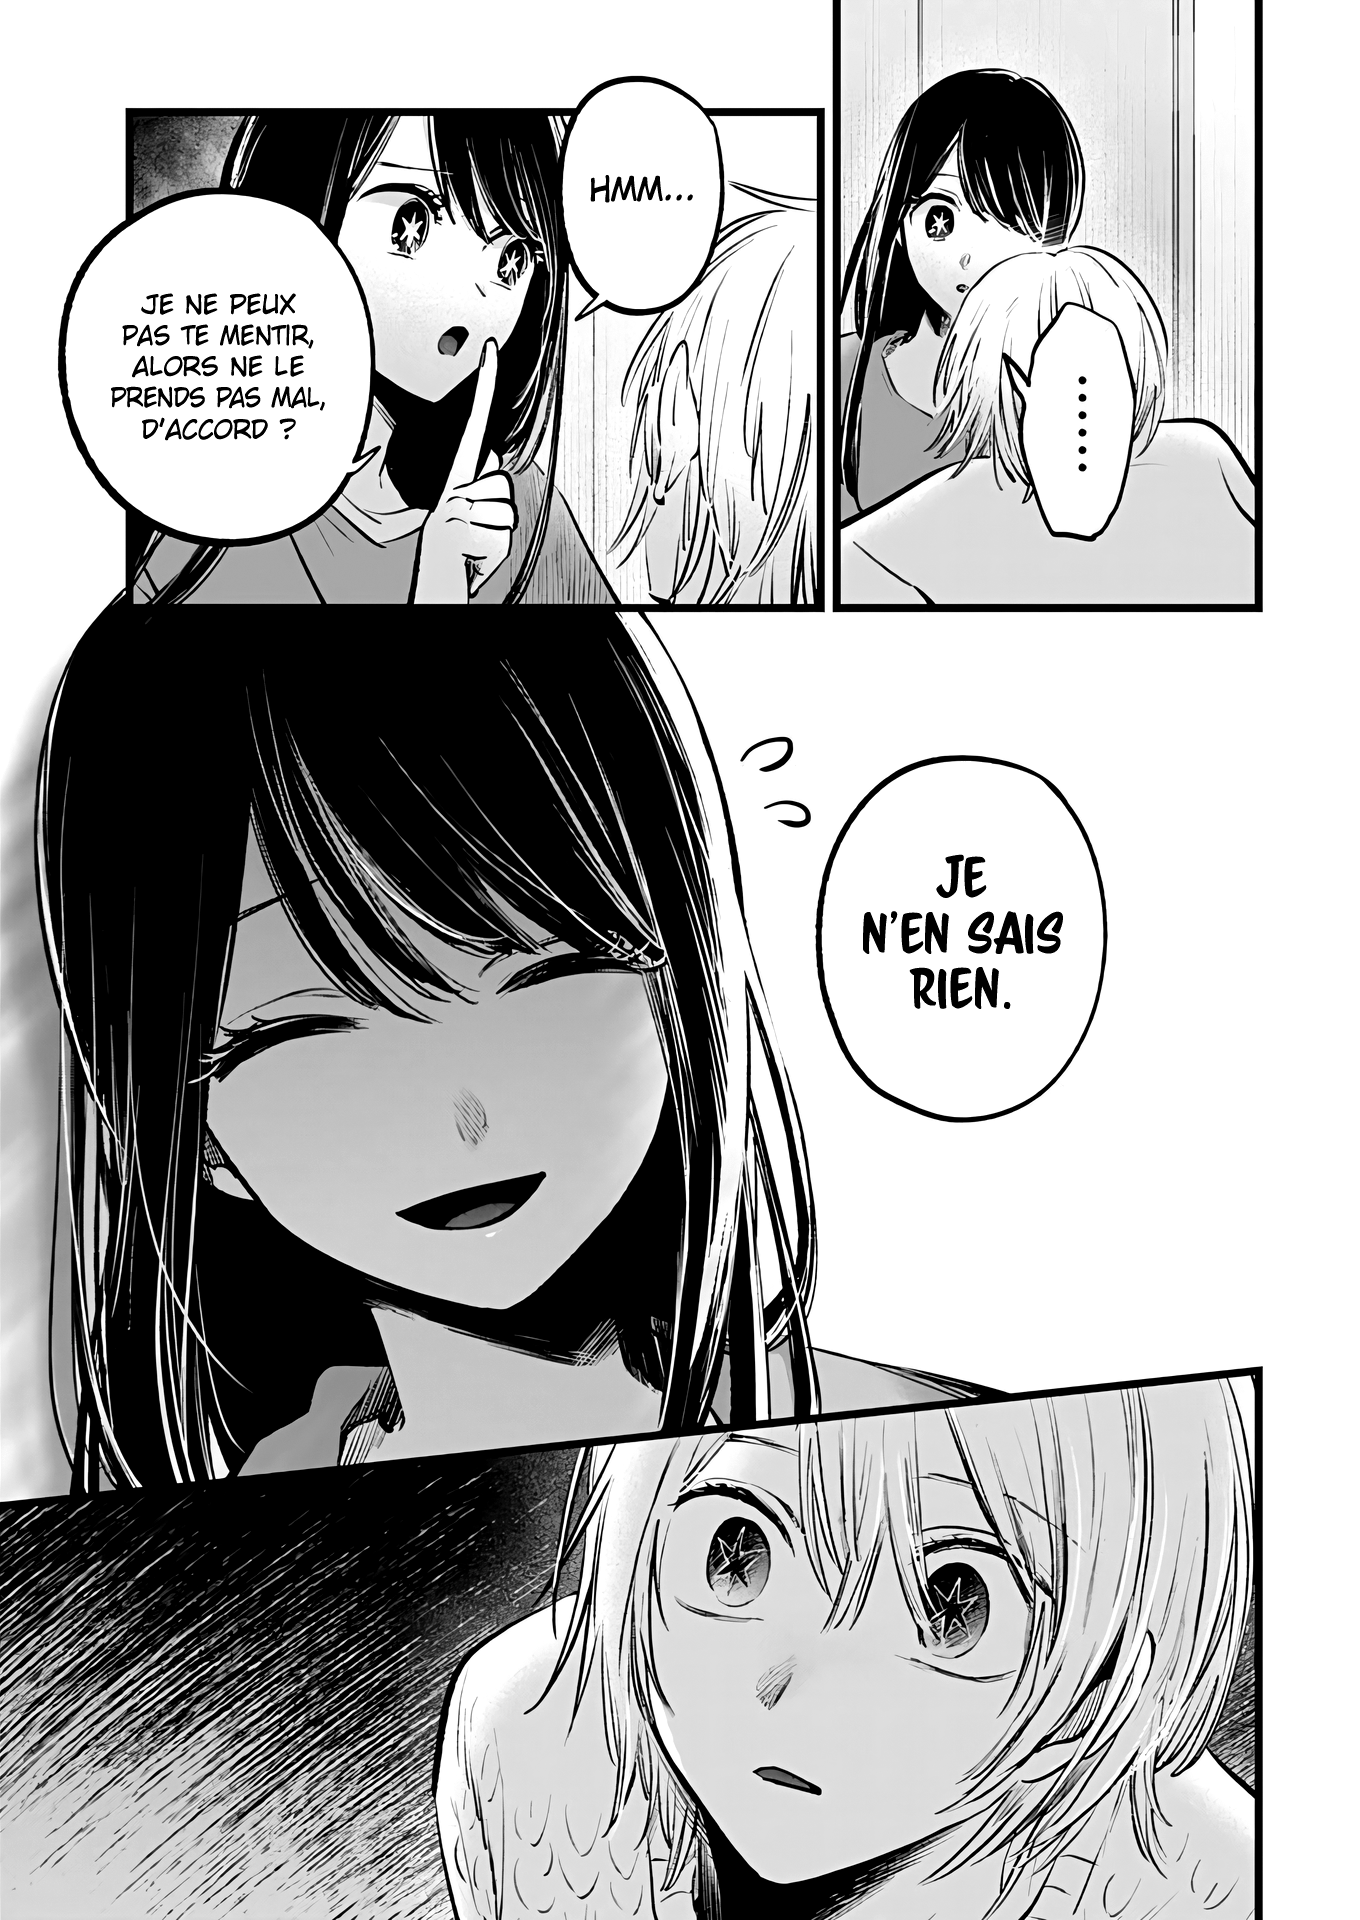 ......
HMM...
JE NE PEUX
PAS TE MENTIR,
ALORS NE LE
PRENDS PAS MAL,
D'ACCORD ?
JE
N'EN SAIS
RIEN.